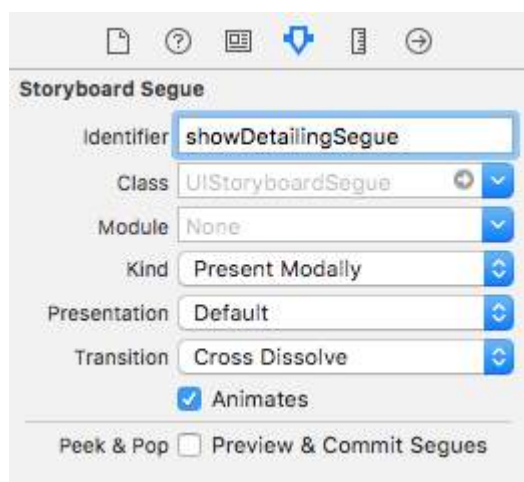 Storyboard Segue
Identifier showDetailingSegue
Class UIStoryboardSegue
Module None
Kind Present Modally
Presentation Default
Transition Cross Dissolve
Animates
Peek & Pop Preview & Commit Segues